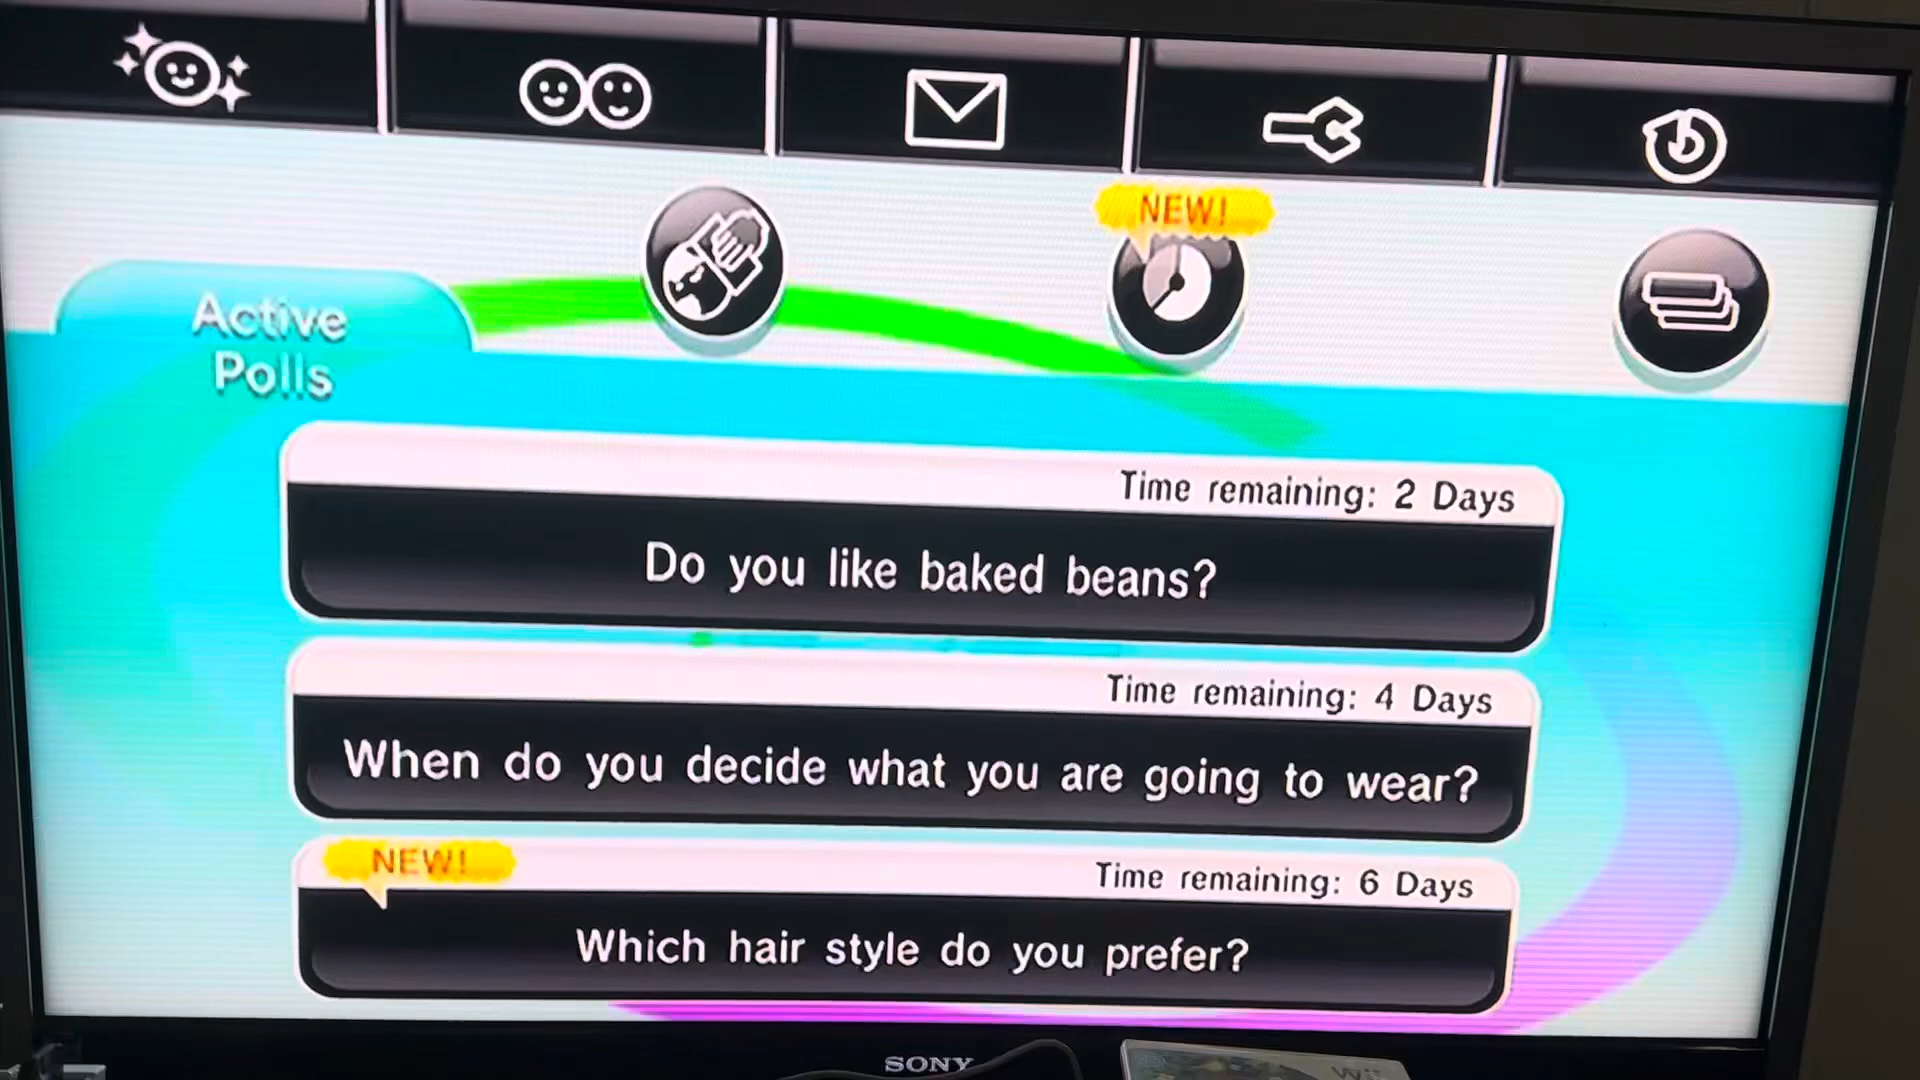 NEW!
Active
Polls
Time remaining: 2 Days
Do you like baked beans?
Time remaining: 4 Days
When do you decide what you are going to wear?
NEW!
Time remaining: 6 Days
Which hair style do you prefer?
SONY
Wii